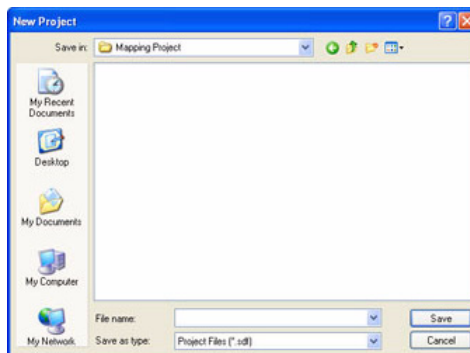 New Project
Save in: Mapping Project
My Recent
Documents
Desktop
My Documents
My Computer
My Network
File name: Save
Save as type: Project Files (*.sdf) Cancel